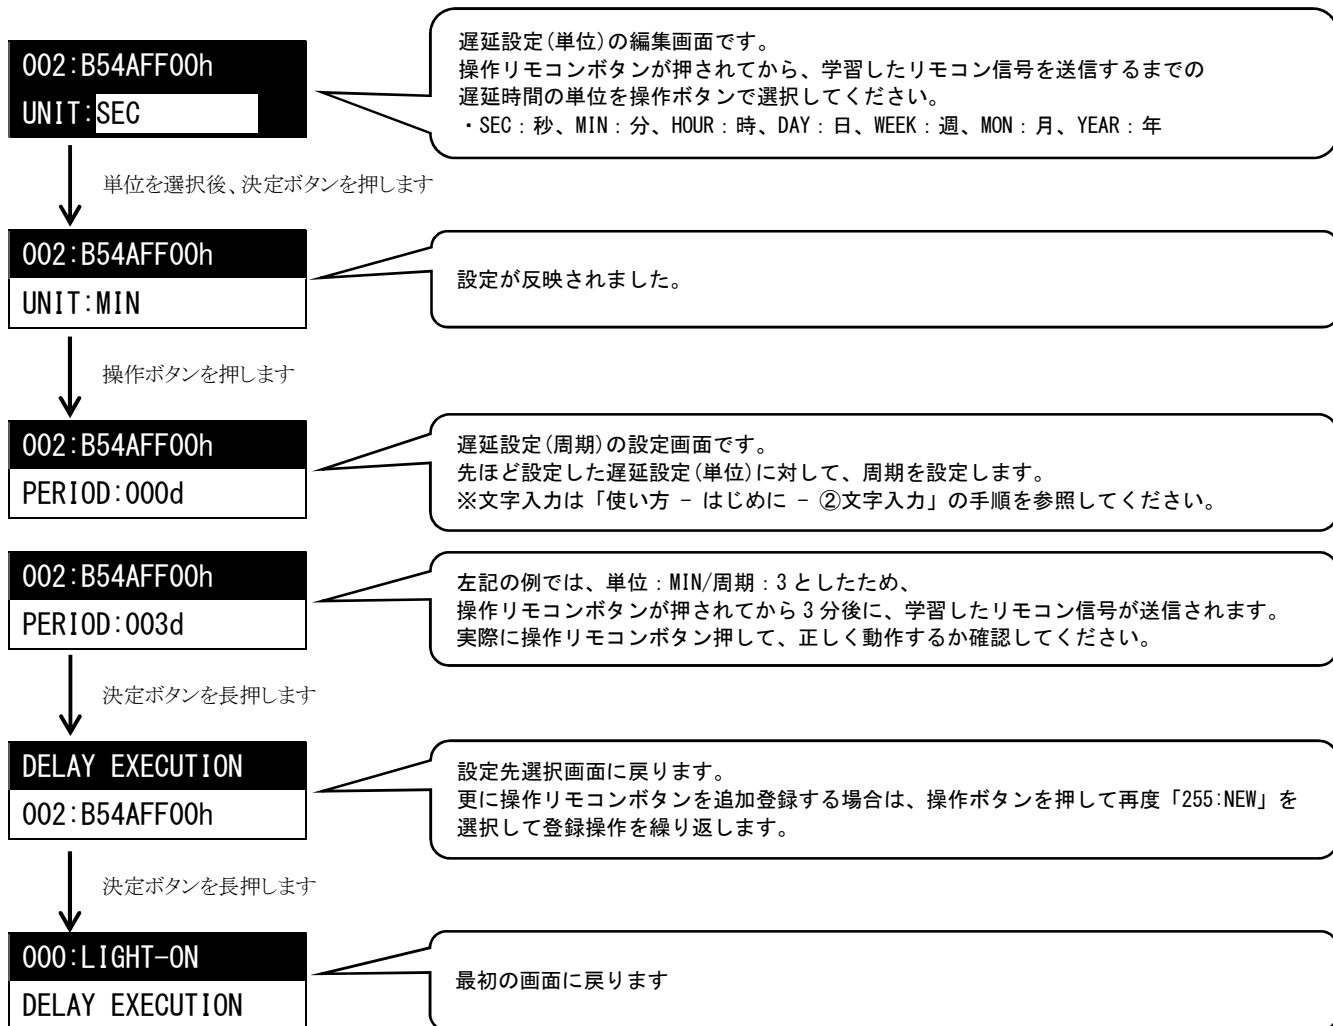 002:B54AFF00h
UNIT:SEC
遅延設定(単位)の編集画面です。
操作リモコンボタンが押されてから、学習したリモコン信号を送信するまでの
遅延時間の単位を操作ボタンで選択してください。
・SEC:秒、MIN:分、HOUR:時、DAY:日、WEEK:週、MON:月、YEAR:年
単位を選択後、決定ボタンを押します
002:B54AFF00h
UNIT:MIN
設定が反映されました。
操作ボタンを押します
002:B54AFF00h
PERIOD:000d
遅延設定(周期)の設定画面です。
先ほど設定した遅延設定(単位)に対して、周期を設定します。
※文字入力は「使い方 - はじめに - ②文字入力」の手順を参照してください。
002:B54AFF00h
PERIOD:003d
左記の例では、単位:MIN/周期:3としたため、
操作リモコンボタンが押されてから3分後に、学習したリモコン信号が送信されます。
実際に操作リモコンボタン押して、正しく動作するか確認してください。
決定ボタンを長押します
DELAY EXECUTION
002:B54AFF00h
設定先選択画面に戻ります。
更に操作リモコンボタンを追加登録する場合は、操作ボタンを押して再度「255:NEW」を
選択して登録操作を繰り返します。
決定ボタンを長押します
000:LIGHT-ON
DELAY EXECUTION
最初の画面に戻ります